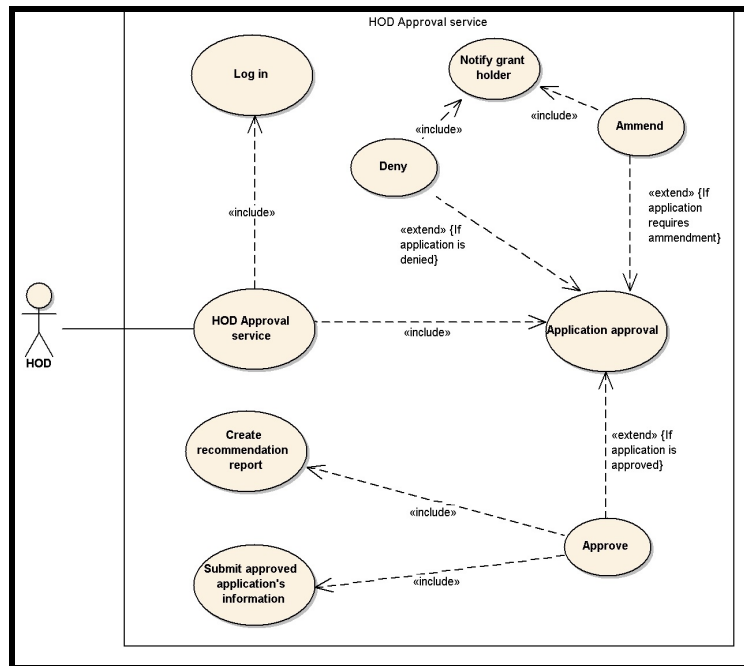 HOD Approval service
Log in
Notify grant
holder
«include»
«include»
Ammend
Deny
«include»
«extend» {If
application is
denied}
«extend» {If
application
requires
ammendment}
HOD
HOD Approval
service
«include»
Application approval
Create
recommendation
report
«extend» {If
application is
approved}
«include»
Approve
Submit approved
application's
information
«include»